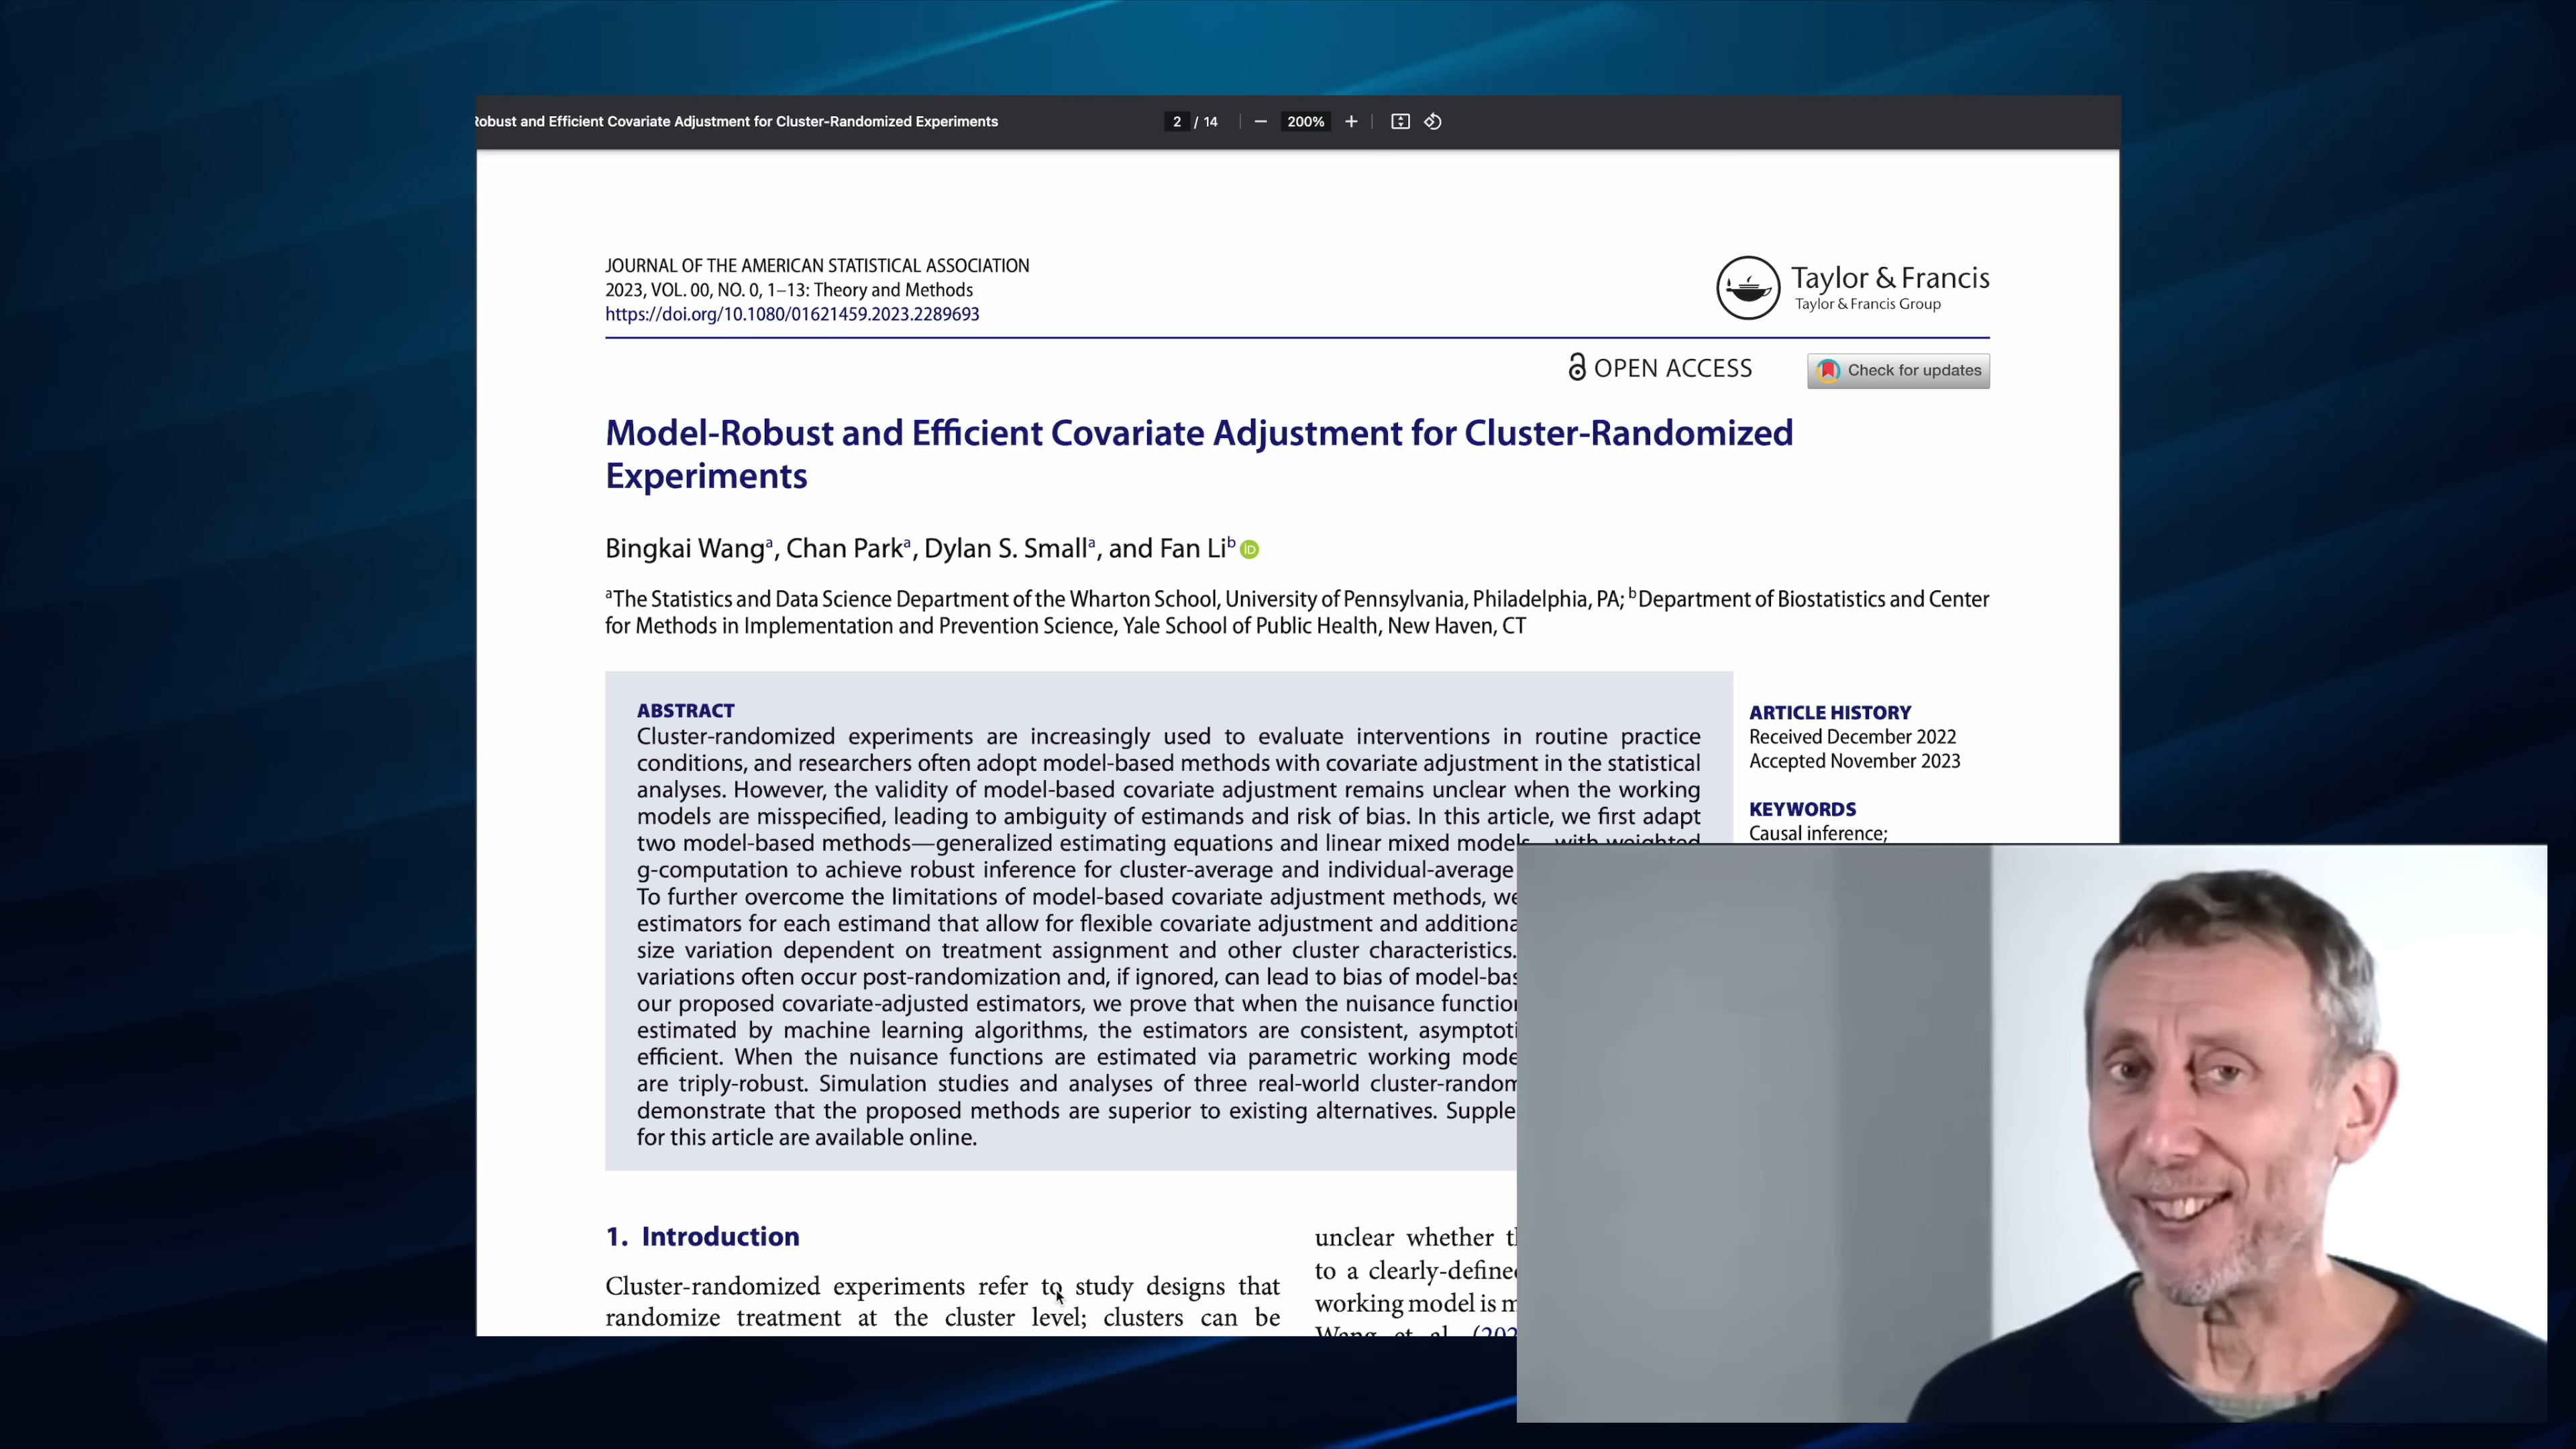 Robust and Efficient Covariate Adjustment for Cluster-Randomized Experiments
2 / 14
200%
JOURNAL OF THE AMERICAN STATISTICAL ASSOCIATION
2023, VOL. 00, NO. 0, 1–13: Theory and Methods
https://doi.org/10.1080/01621459.2023.2289693
Taylor & Francis
Taylor & Francis Group
OPEN ACCESS
Check for updates
Model-Robust and Efficient Covariate Adjustment for Cluster-Randomized
Experiments
Bingkai Wangᵃ, Chan Parkᵃ, Dylan S. Smallᵃ, and Fan Liᵇ iD
ᵃThe Statistics and Data Science Department of the Wharton School, University of Pennsylvania, Philadelphia, PA; ᵇDepartment of Biostatistics and Center
for Methods in Implementation and Prevention Science, Yale School of Public Health, New Haven, CT
ABSTRACT
Cluster-randomized experiments are increasingly used to evaluate interventions in routine practice
conditions, and researchers often adopt model-based methods with covariate adjustment in the statistical
analyses. However, the validity of model-based covariate adjustment remains unclear when the working
models are misspecified, leading to ambiguity of estimands and risk of bias. In this article, we first adapt
two model-based methods—generalized estimating equations and linear mixed models—with weighted
g-computation to achieve robust inference for cluster-average and individual-average
To further overcome the limitations of model-based covariate adjustment methods, we
estimators for each estimand that allow for flexible covariate adjustment and additiona
size variation dependent on treatment assignment and other cluster characteristics.
variations often occur post-randomization and, if ignored, can lead to bias of model-bas
our proposed covariate-adjusted estimators, we prove that when the nuisance function
estimated by machine learning algorithms, the estimators are consistent, asymptoti
efficient. When the nuisance functions are estimated via parametric working mode
are triply-robust. Simulation studies and analyses of three real-world cluster-random
demonstrate that the proposed methods are superior to existing alternatives. Supple
for this article are available online.
ARTICLE HISTORY
Received December 2022
Accepted November 2023
KEYWORDS
Causal inference;
1. Introduction
Cluster-randomized experiments refer to study designs that
randomize treatment at the cluster level; clusters can be
unclear whether t
to a clearly-define
working model is m
Wang et al. (202